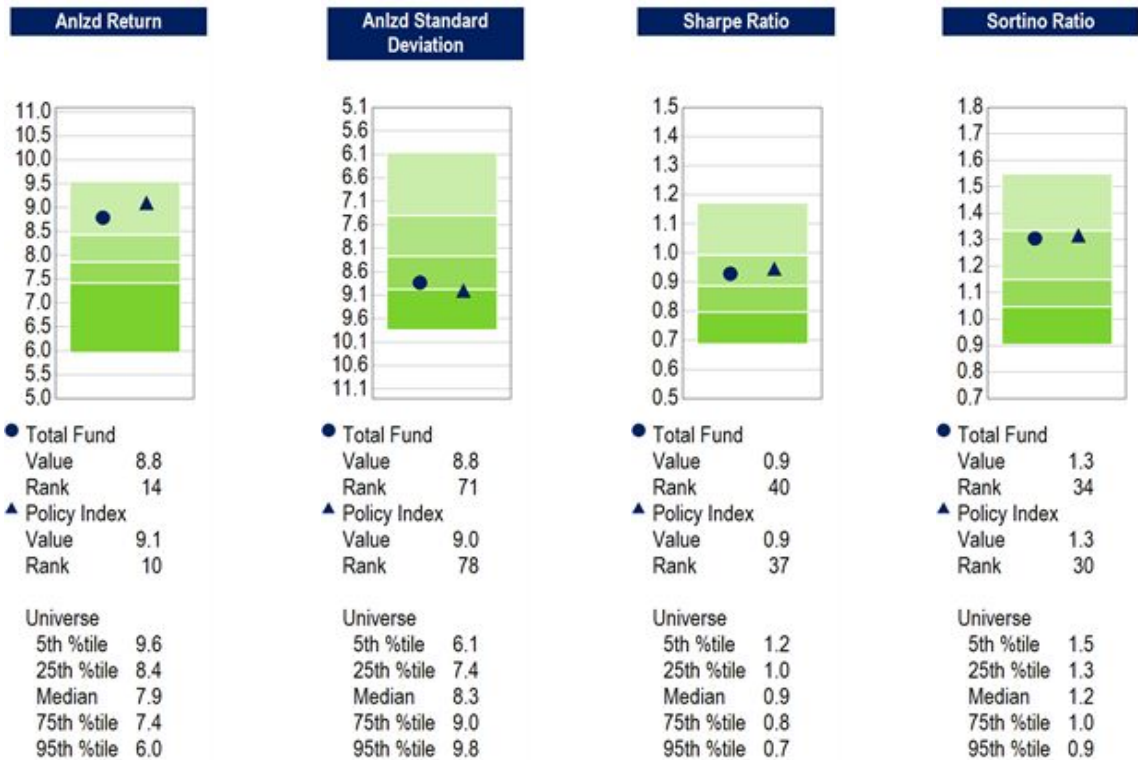 Anlzd Return
11.0
10.5
10.0
9.5
9.0
8.5
8.0
7.5
7.0
6.5
6.0
5.5
5.0
Total Fund
Value 8.8
Rank 14
Policy Index
Value 9.1
Rank 10
Universe
5th %tile 9.6
25th %tile 8.4
Median 7.9
75th %tile 7.4
95th %tile 6.0
Anlzd Standard
Deviation
5.1
5.6
6.1
6.6
7.1
7.6
8.1
8.6
9.1
9.6
10.1
10.6
11.1
Total Fund
Value 8.8
Rank 71
Policy Index
Value 9.0
Rank 78
Universe
5th %tile 6.1
25th %tile 7.4
Median 8.3
75th %tile 9.0
95th %tile 9.8
Sharpe Ratio
1.5
1.4
1.3
1.2
1.1
1.0
0.9
0.8
0.7
0.6
0.5
Total Fund
Value 0.9
Rank 40
Policy Index
Value 0.9
Rank 37
Universe
5th %tile 1.2
25th %tile 1.0
Median 0.9
75th %tile 0.8
95th %tile 0.7
Sortino Ratio
1.8
1.7
1.6
1.5
1.4
1.3
1.2
1.1
1.0
0.9
0.8
0.7
Total Fund
Value 1.3
Rank 34
Policy Index
Value 1.3
Rank 30
Universe
5th %tile 1.5
25th %tile 1.3
Median 1.2
75th %tile 1.0
95th %tile 0.9